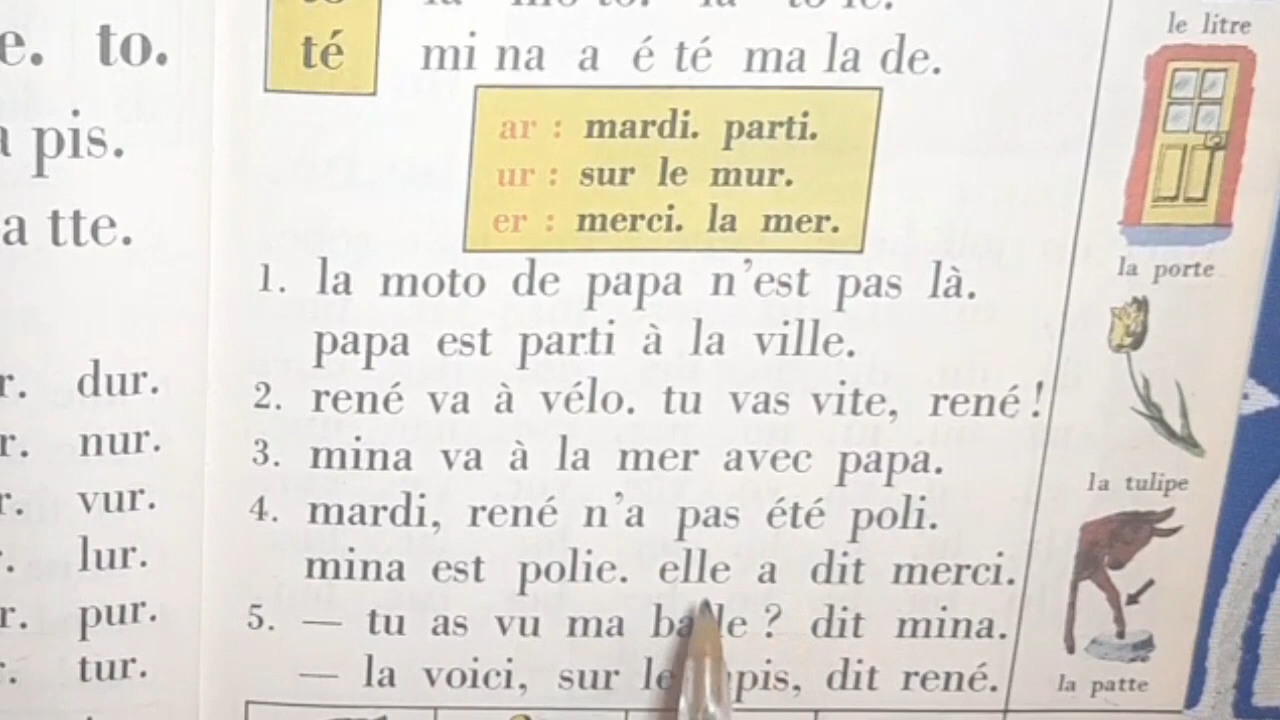 e. to.
pis.
a tte.
r. dur.
r. nur.
r. vur.
r. lur.
r. pur.
r. tur.
té
mi na a é té ma la de.
ar : mardi. parti.
ur : sur le mur.
er : merci. la mer.
1. la moto de papa n'est pas là.
papa est parti à la ville.
2. rené va à vélo. tu vas vite, rené !
3. mina va à la mer avec papa.
4. mardi, rené n'a pas été poli.
mina est polie. elle a dit merci.
5. — tu as vu ma ? dit mina.
— la voici, sur le , dit rené.
le litre
la porte
la tulipe
la patte